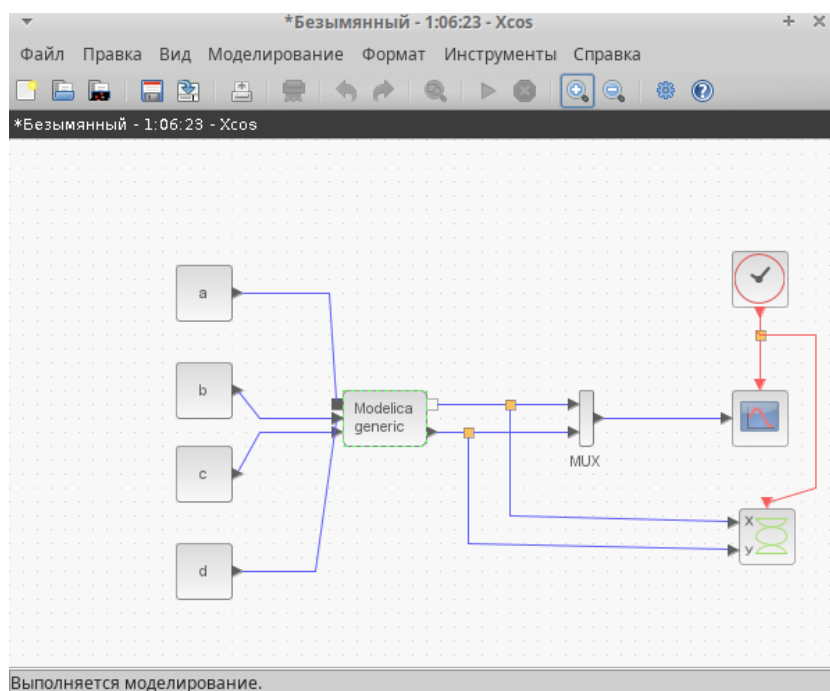 *Безымянный - 1:06:23 - Xcos
Файл Правка Вид Моделирование Формат Инструменты Справка
*Безымянный - 1:06:23 - Xcos
a
b
Modelica
generic
c
MUX
X
У
d
Выполняется моделирование.